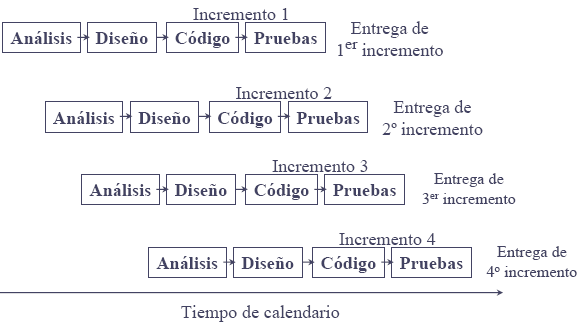 Incremento 1
Análisis Diseño Código Pruebas
Entrega de
1er incremento
Incremento 2
Análisis Diseño Código Pruebas
Entrega de
2º incremento
Incremento 3
Análisis Diseño Código Pruebas
Entrega de
3er incremento
Incremento 4
Análisis Diseño Código Pruebas
Entrega de
4º incremento
Tiempo de calendario